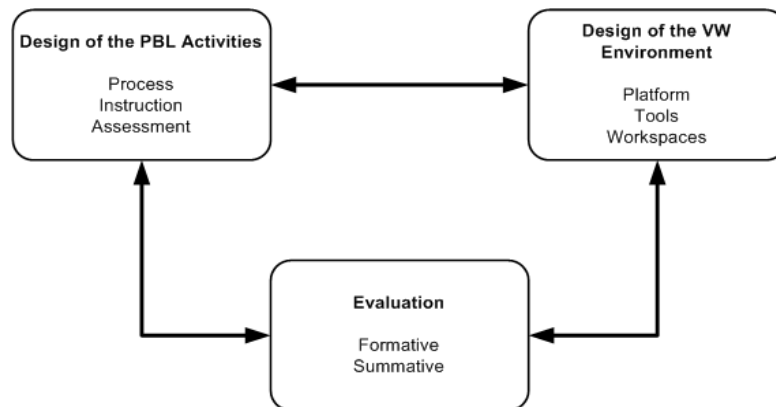 Design of the PBL Activities
Process
Instruction
Assessment
Design of the VW
Environment
Platform
Tools
Workspaces
Evaluation
Formative
Summative